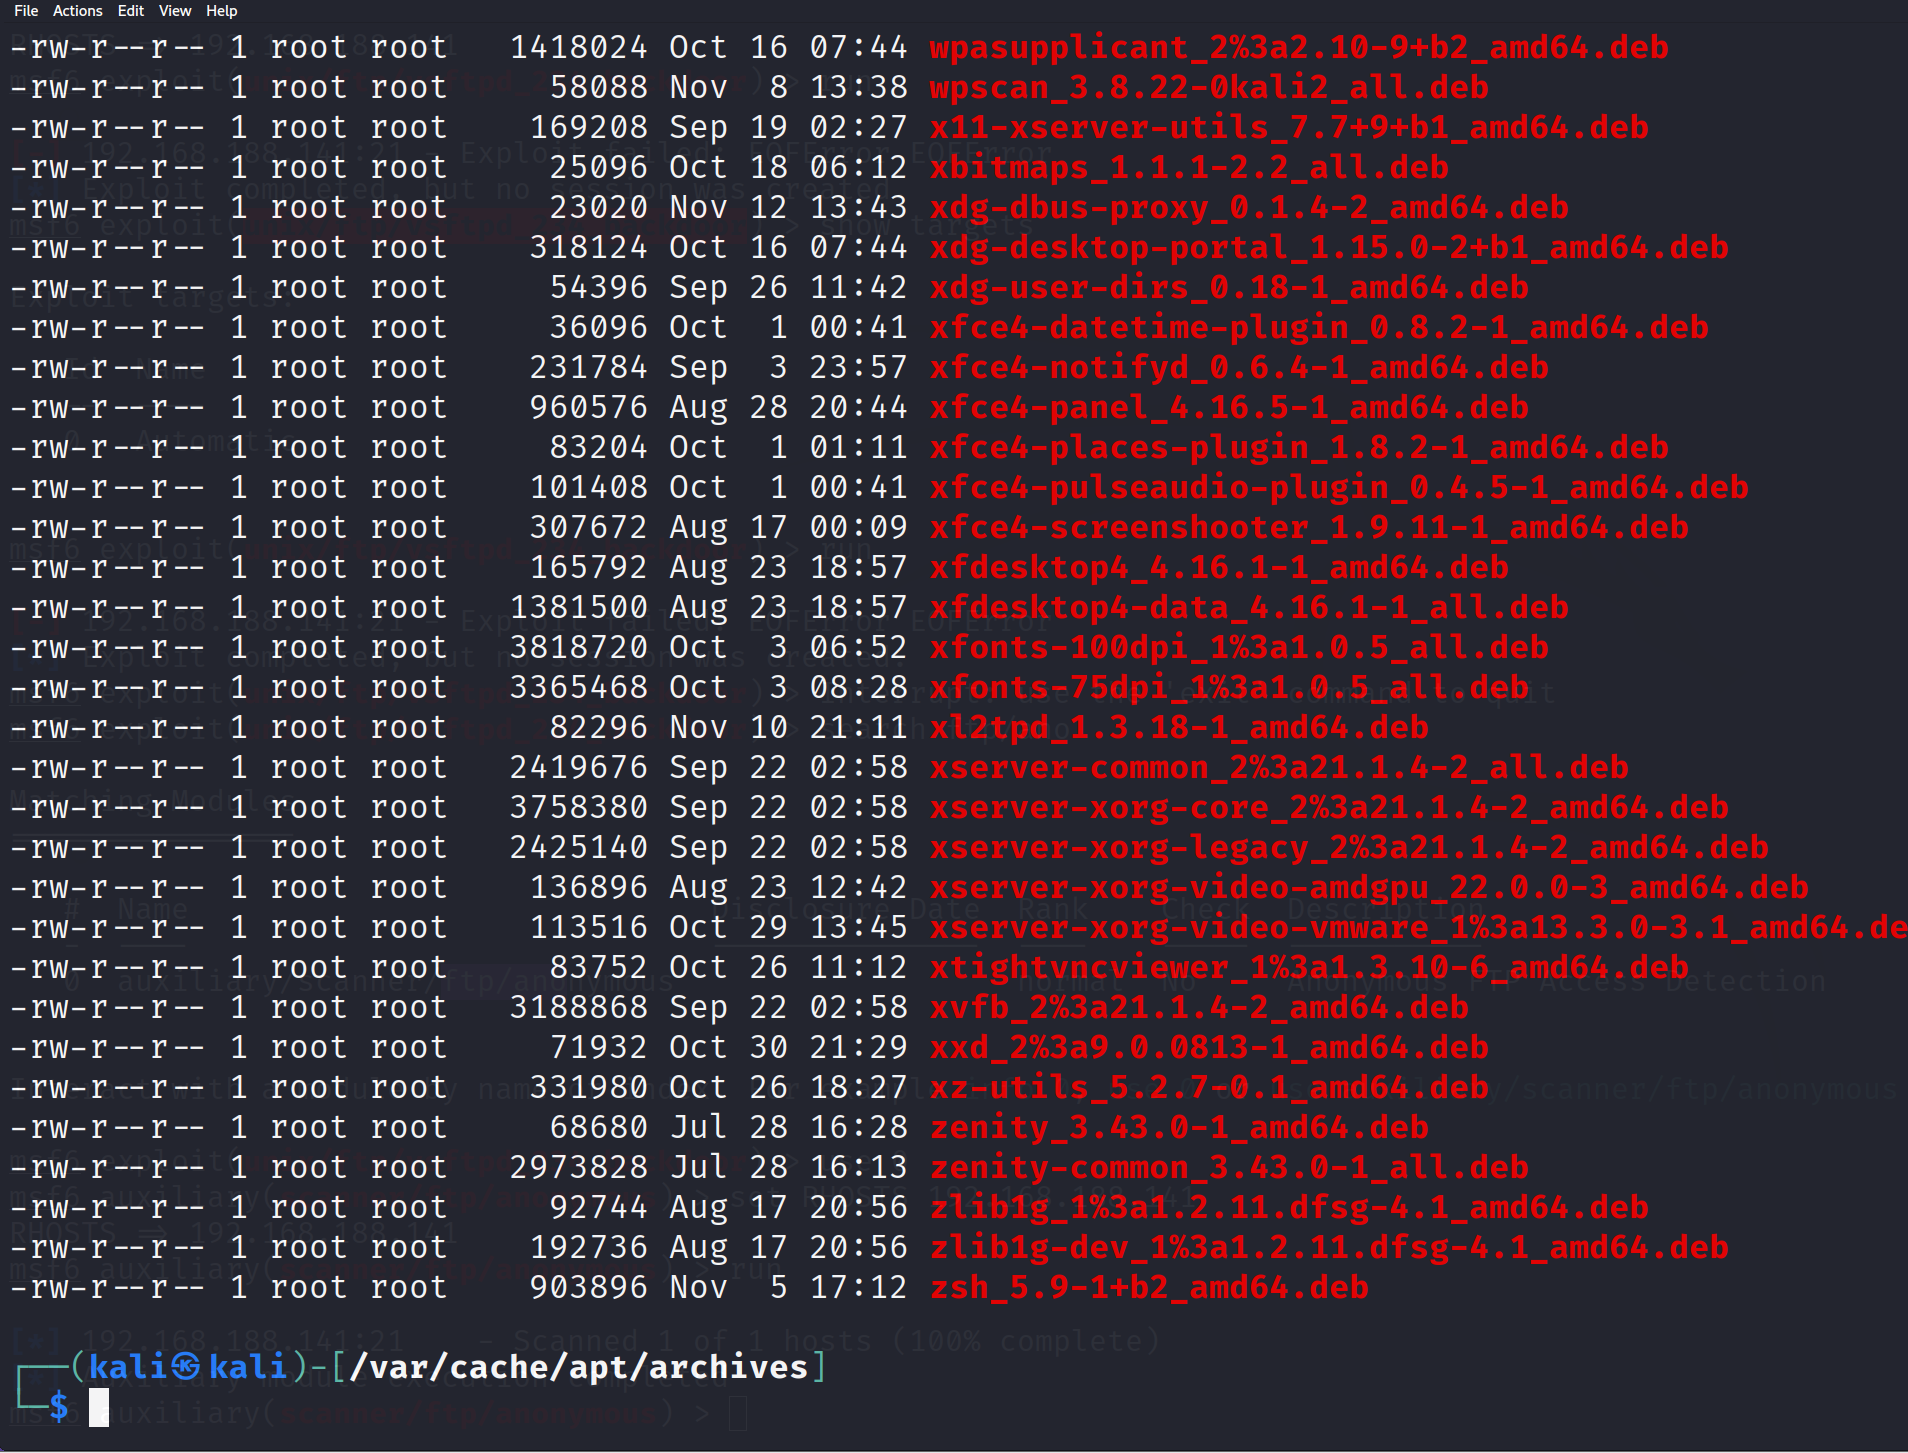 File Actions Edit View Help
-rw-r--r-- 1 root root 1418024 Oct 16 07:44 wpasupplicant_2%3a2.10-9+b2_amd64.deb
-rw-r--r-- 1 root root 58088 Nov 8 13:38 wpscan_3.8.22-0kali2_all.deb
-rw-r--r-- 1 root root 169208 Sep 19 02:27 x11-xserver-utils_7.7+9+b1_amd64.deb
-rw-r--r-- 1 root root 25096 Oct 18 06:12 xbitmaps_1.1.1-2.2_all.deb
-rw-r--r-- 1 root root 23020 Nov 12 13:43 xdg-dbus-proxy_0.1.4-2_amd64.deb
-rw-r--r-- 1 root root 318124 Oct 16 07:44 xdg-desktop-portal_1.15.0-2+b1_amd64.deb
-rw-r--r-- 1 root root 54396 Sep 26 11:42 xdg-user-dirs_0.18-1_amd64.deb
-rw-r--r-- 1 root root 36096 Oct 1 00:41 xfce4-datetime-plugin_0.8.2-1_amd64.deb
-rw-r--r-- 1 root root 231784 Sep 3 23:57 xfce4-notifyd_0.6.4-1_amd64.deb
-rw-r--r-- 1 root root 960576 Aug 28 20:44 xfce4-panel_4.16.5-1_amd64.deb
-rw-r--r-- 1 root root 83204 Oct 1 01:11 xfce4-places-plugin_1.8.2-1_amd64.deb
-rw-r--r-- 1 root root 101408 Oct 1 00:41 xfce4-pulseaudio-plugin_0.4.5-1_amd64.deb
-rw-r--r-- 1 root root 307672 Aug 17 00:09 xfce4-screenshooter_1.9.11-1_amd64.deb
-rw-r--r-- 1 root root 165792 Aug 23 18:57 xfdesktop4_4.16.1-1_amd64.deb
-rw-r--r-- 1 root root 1381500 Aug 23 18:57 xfdesktop4-data_4.16.1-1_all.deb
-rw-r--r-- 1 root root 3818720 Oct 3 06:52 xfonts-100dpi_1%3a1.0.5_all.deb
-rw-r--r-- 1 root root 3365468 Oct 3 08:28 xfonts-75dpi_1%3a1.0.5_all.deb
-rw-r--r-- 1 root root 82296 Nov 10 21:11 xl2tpd_1.3.18-1_amd64.deb
-rw-r--r-- 1 root root 2419676 Sep 22 02:58 xserver-common_2%3a21.1.4-2_all.deb
-rw-r--r-- 1 root root 3758380 Sep 22 02:58 xserver-xorg-core_2%3a21.1.4-2_amd64.deb
-rw-r--r-- 1 root root 2425140 Sep 22 02:58 xserver-xorg-legacy_2%3a21.1.4-2_amd64.deb
-rw-r--r-- 1 root root 136896 Aug 23 12:42 xserver-xorg-video-amdgpu_22.0.0-3_amd64.deb
-rw-r--r-- 1 root root 113516 Oct 29 13:45 xserver-xorg-video-vmware_1%3a13.3.0-3.1_amd64.de
-rw-r--r-- 1 root root 83752 Oct 26 11:12 xtightvncviewer_1%3a1.3.10-6_amd64.deb
-rw-r--r-- 1 root root 3188868 Sep 22 02:58 xvfb_2%3a21.1.4-2_amd64.deb
-rw-r--r-- 1 root root 71932 Oct 30 21:29 xxd_2%3a9.0.0813-1_amd64.deb
-rw-r--r-- 1 root root 331980 Oct 26 18:27 xz-utils_5.2.7-0.1_amd64.deb
-rw-r--r-- 1 root root 68680 Jul 28 16:28 zenity_3.43.0-1_amd64.deb
-rw-r--r-- 1 root root 2973828 Jul 28 16:13 zenity-common_3.43.0-1_all.deb
-rw-r--r-- 1 root root 92744 Aug 17 20:56 zlib1g_1%3a1.2.11.dfsg-4.1_amd64.deb
-rw-r--r-- 1 root root 192736 Aug 17 20:56 zlib1g-dev_1%3a1.2.11.dfsg-4.1_amd64.deb
-rw-r--r-- 1 root root 903896 Nov 5 17:12 zsh_5.9-1+b2_amd64.deb
[*] 192.168.188.141:21 - Scanned 1 of 1 hosts (100% complete)
┌──(kali㉿kali)-[/var/cache/apt/archives]
└─$